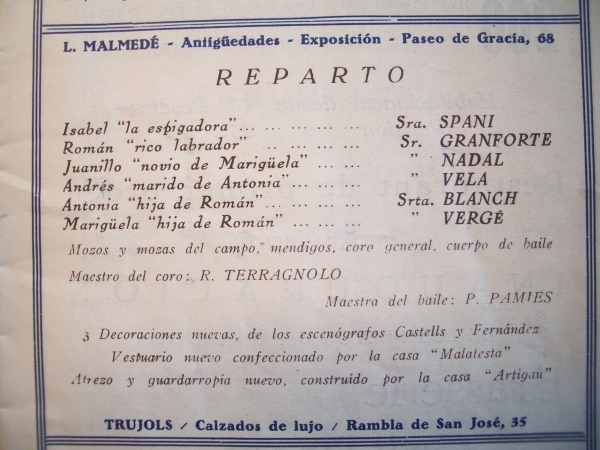 L. MALMEDÉ - Antigüedades - Exposición - Paseo de Gracia, 68
REPARTO
Isabel "la espigadora"... ... ... ... ... Sra. SPANI
Román "rico labrador" .. ... ... ... ... Sr. GRANFORTE
Juanillo "novio de Marigüela" ... ... ... " NADAL
Andrés "marido de Antonia"... ... ... ... " VELA
Antonia "hija de Román"... ... ... ... Srta. BLANCH
Marigüela "hija de Román" ... ... ... " VERGÉ
Mozos y mozas del campo, mendigos, coro general, cuerpo de baile
Maestro del coro: R. TERRAGNOLO
Maestra del baile: P. PAMIES
3 Decoraciones nuevas, de los escenógrafos Castells y Fernández
Vestuario nuevo confeccionado por la casa "Malatesta"
Atrezo y guardarropia nuevo, construído por la casa "Artigau"
TRUJOLS / Calzados de lujo / Rambla de San José, 35